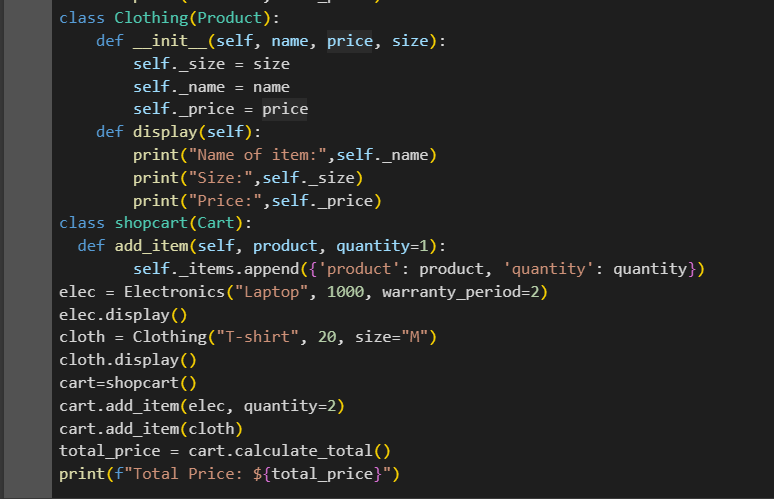 class Clothing(Product):
    def __init__(self, name, price, size):
        self._size = size
        self._name = name
        self._price = price
    def display(self):
        print("Name of item:",self._name)
        print("Size:",self._size)
        print("Price:",self._price)
class shopcart(Cart):
  def add_item(self, product, quantity=1):
        self._items.append({'product': product, 'quantity': quantity})
elec = Electronics("Laptop", 1000, warranty_period=2)
elec.display()
cloth = Clothing("T-shirt", 20, size="M")
cloth.display()
cart=shopcart()
cart.add_item(elec, quantity=2)
cart.add_item(cloth)
total_price = cart.calculate_total()
print(f"Total Price: ${total_price}")